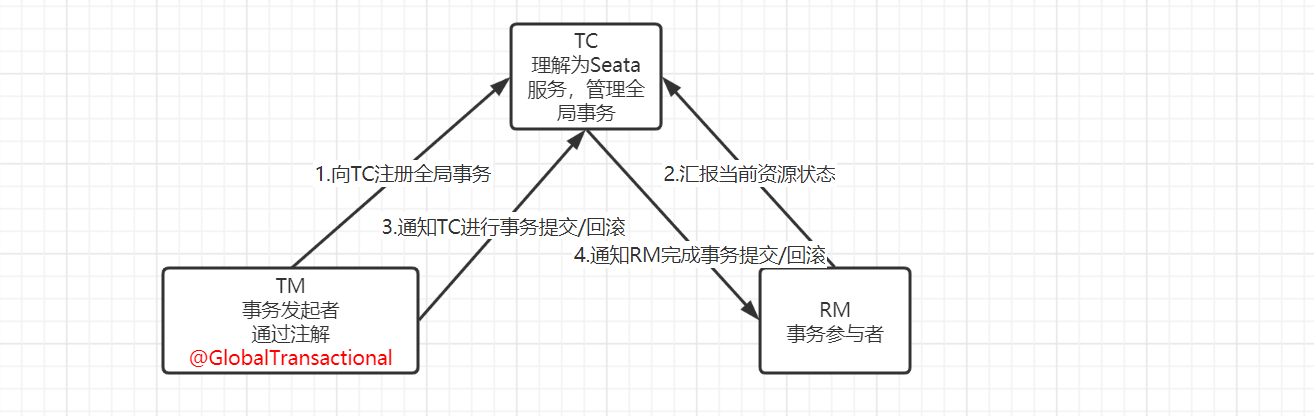 TC
理解为Seata
服务，管理全
局事务
1.向TC注册全局事务
2.汇报当前资源状态
3.通知TC进行事务提交/回滚
4.通知RM完成事务提交/回滚
TM
事务发起者
通过注解
@GlobalTransactional
RM
事务参与者